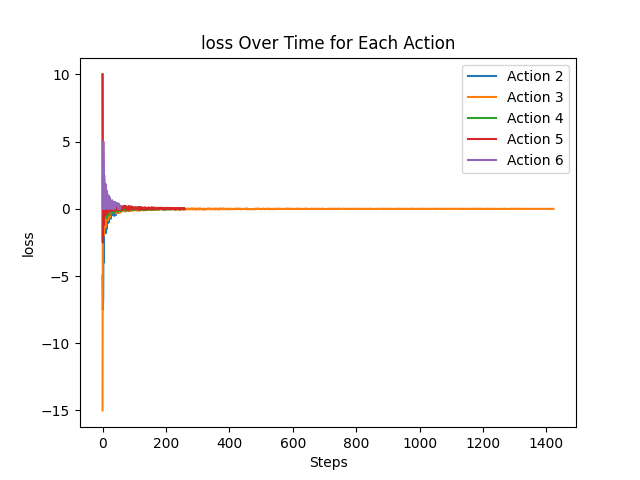 loss Over Time for Each Action
10
5
0
−5
−10
−15
loss
Action 2
Action 3
Action 4
Action 5
Action 6
0 200 400 600 800 1000 1200 1400
Steps